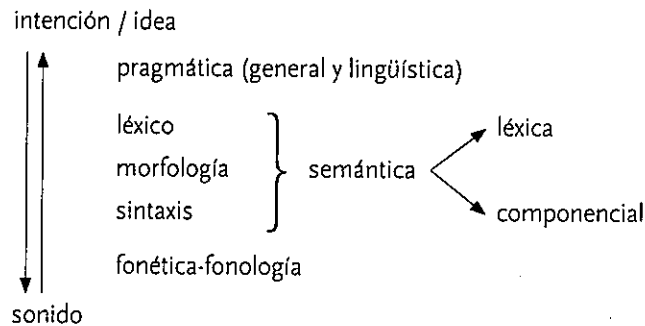 intención / idea
pragmática (general y lingüística)
léxico
morfología
sintaxis
semántica
léxica
componencial
fonética-fonología
sonido